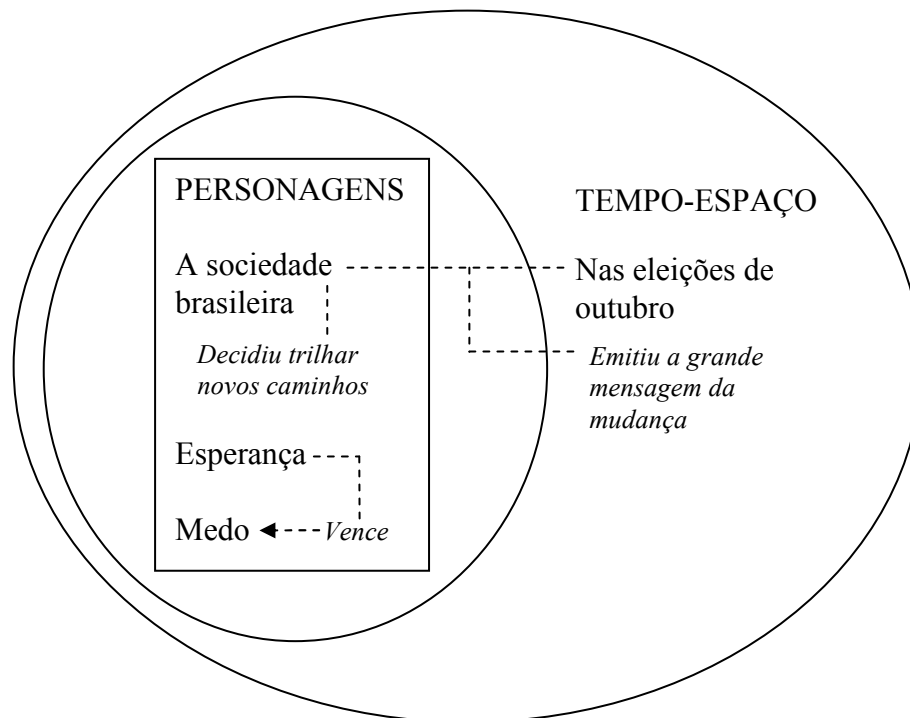 PERSONAGENS
A sociedade
brasileira
Decidiu trilhar
novos caminhos
Esperança
Medo
Vence
TEMPO-ESPAÇO
Nas eleições de
outubro
Emitiu a grande
mensagem da
mudança